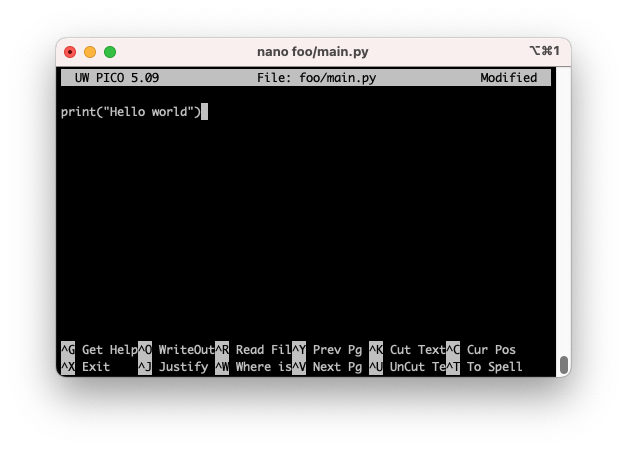 nano foo/main.py ⌥⌘1
UW PICO 5.09 File: foo/main.py Modified
print("Hello world")
^G Get Help^O WriteOut^R Read Fil^Y Prev Pg ^K Cut Text^C Cur Pos
^X Exit ^J Justify ^W Where is^V Next Pg ^U UnCut Te^T To Spell